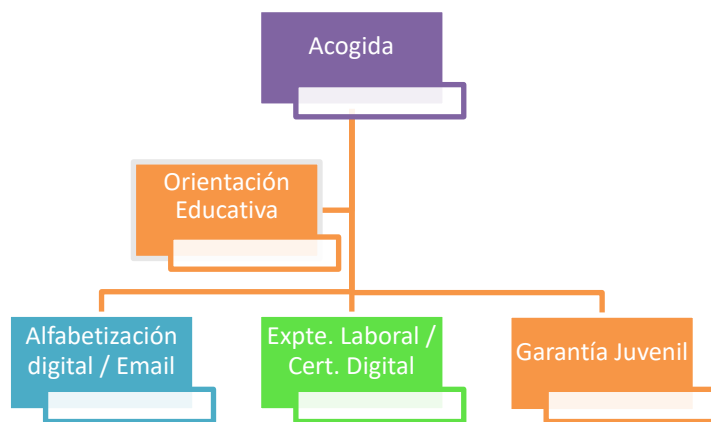 Acogida
Orientación
Educativa
Alfabetización
digital / Email
Expte. Laboral /
Cert. Digital
Garantía Juvenil